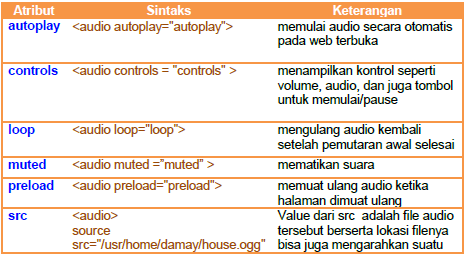 Atribut Sintaks Keterangan
autoplay <audio autoplay="autoplay"> memulai audio secara otomatis
pada web terbuka
controls <audio controls = "controls" > menampilkan kontrol seperti
volume, audio, dan juga tombol
untuk memulai/pause
loop <audio loop="loop"> mengulang audio kembali
setelah pemutaran awal selesai
muted <audio muted =”muted” > mematikan suara
preload <audio preload="preload"> memuat ulang audio ketika
halaman dimuat ulang
src <audio> Value dari src adalah file audio
source tersebut berserta lokasi filenya
src="/usr/home/damay/house.ogg" bisa juga mengarahkan suatu